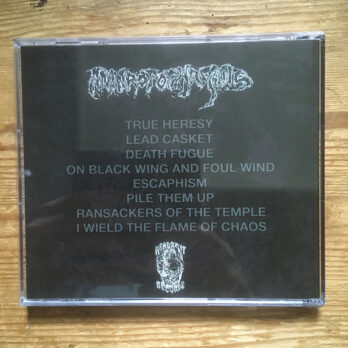 TRUE HERESY
LEAD CASKET
DEATH FUGUE
ON BLACK WING AND FOUL WIND
ESCAPHISM
PILE THEM UP
RANSACKERS OF THE TEMPLE
I WIELD THE FLAME OF CHAOS